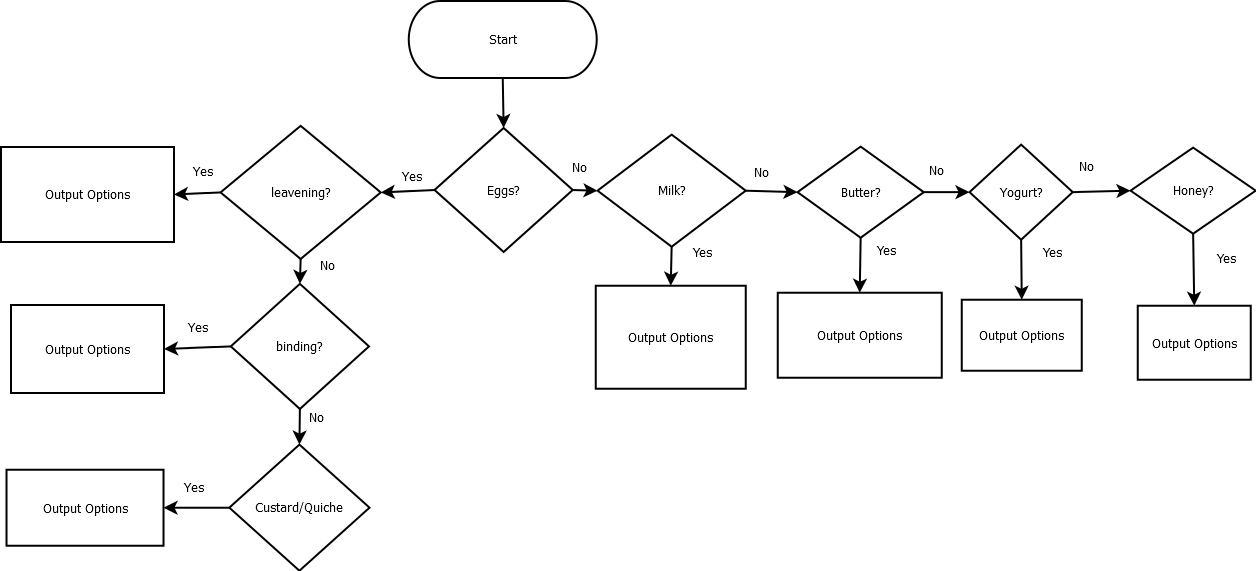 Start
Output Options
Yes
leavening?
Yes
Eggs?
No
Milk?
No
Butter?
No
Yogurt?
No
Honey?
No
Yes
Yes
Yes
Yes
Output Options
Yes
binding?
Output Options
Output Options
Output Options
Output Options
No
Output Options
Yes
Custard/Quiche